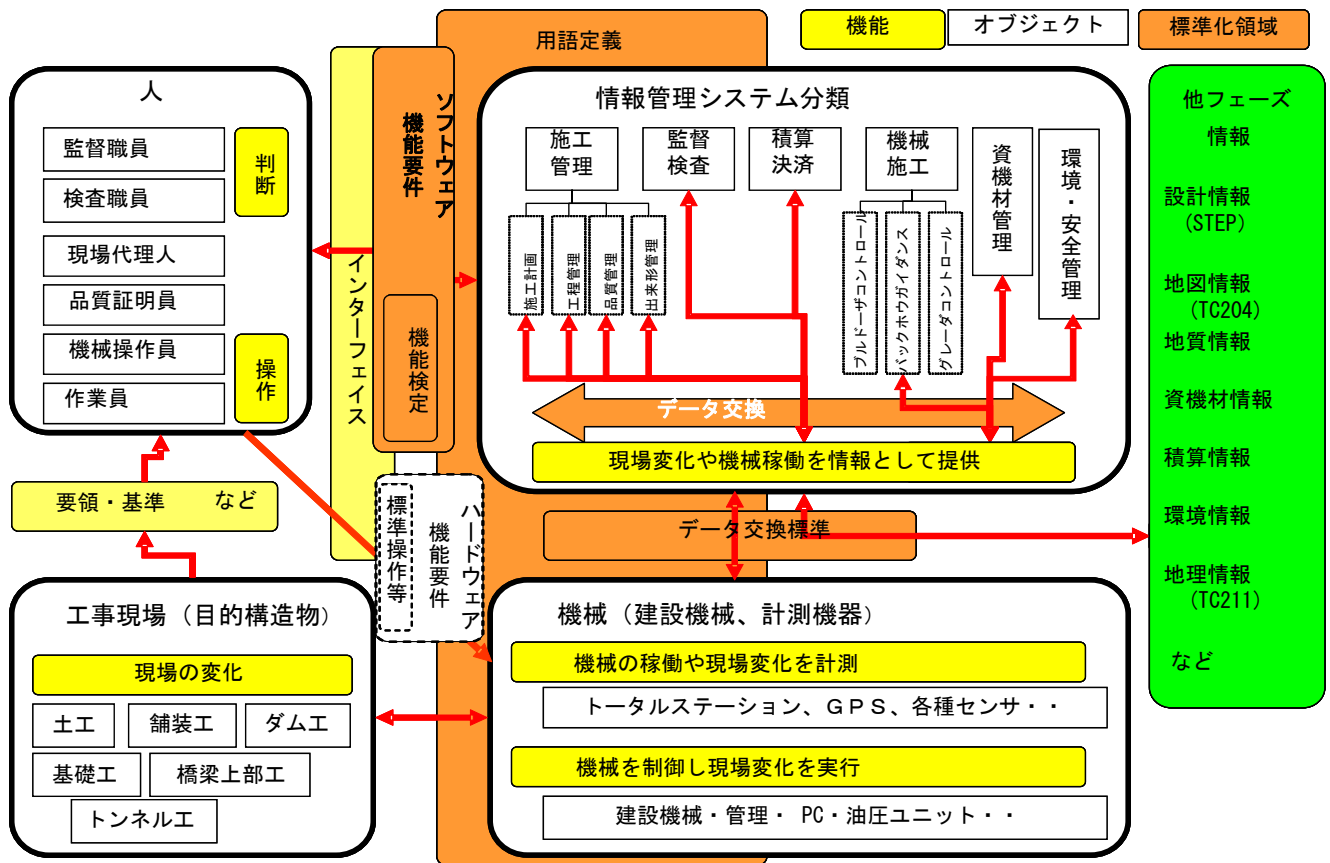 機能
オブジェクト
標準化領域
用語定義
人
監督職員
検査職員
現場代理人
品質証明員
機械操作員
作業員
判断
操作
インターフェイス
ソフトウェア
機能要件
機能検定
情報管理システム分類
施工
管理
監督
検査
積算
決済
機械
施工
資機材管理
環境・安全管理
施工計画
工程管理
品質管理
出来形管理
ブルドーザコントロール
バックホウガイダンス
グレーダコントロール
データ交換
現場変化や機械稼働を情報として提供
他フェーズ
情報
設計情報
(STEP)
地図情報
(TC204)
地質情報
資機材情報
積算情報
環境情報
地理情報
(TC211)
など
要領・基準 など
ハードウェア
機能要件
標準操作等
データ交換標準
工事現場（目的構造物）
現場の変化
土工
舗装工
ダム工
基礎工
橋梁上部工
トンネル工
機械（建設機械、計測機器）
機械の稼働や現場変化を計測
トータルステーション、ＧＰＳ、各種センサ・・
機械を制御し現場変化を実行
建設機械・管理・ PC・油圧ユニット・・